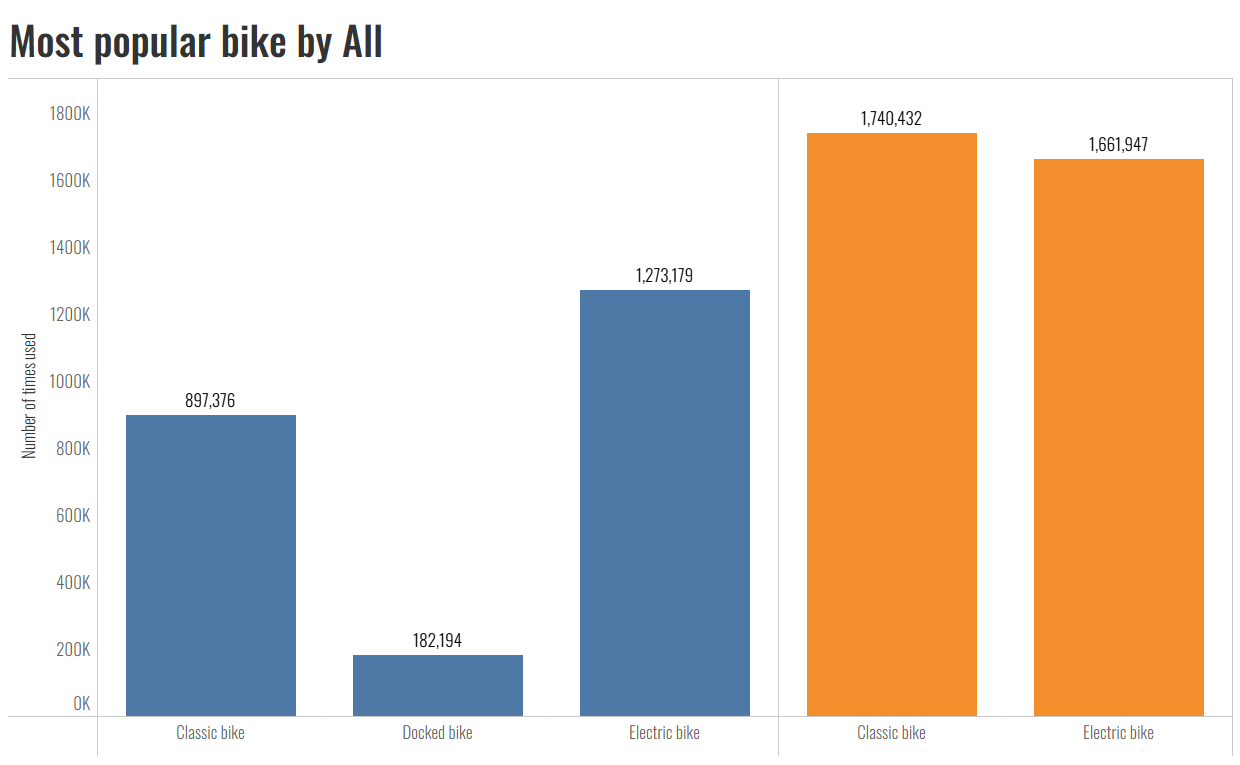 Most popular bike by All
Number of times used
1800K
1600K
1400K
1200K
1000K
800K
600K
400K
200K
0K
897,376
182,194
1,273,179
1,740,432
1,661,947
Classic bike
Docked bike
Electric bike
Classic bike
Electric bike